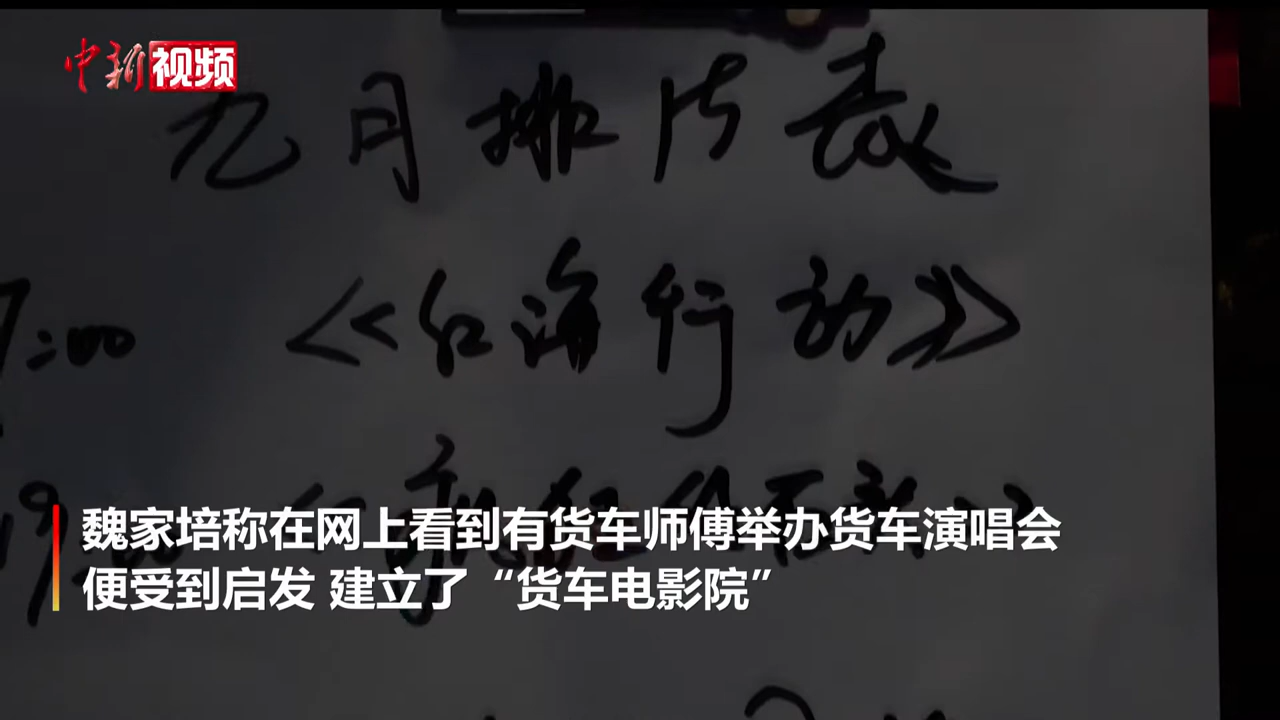 中新视频
九月排片表
7:00 《红海行动》
19
魏家培称在网上看到有货车师傅举办货车演唱会
便受到启发 建立了“货车电影院”